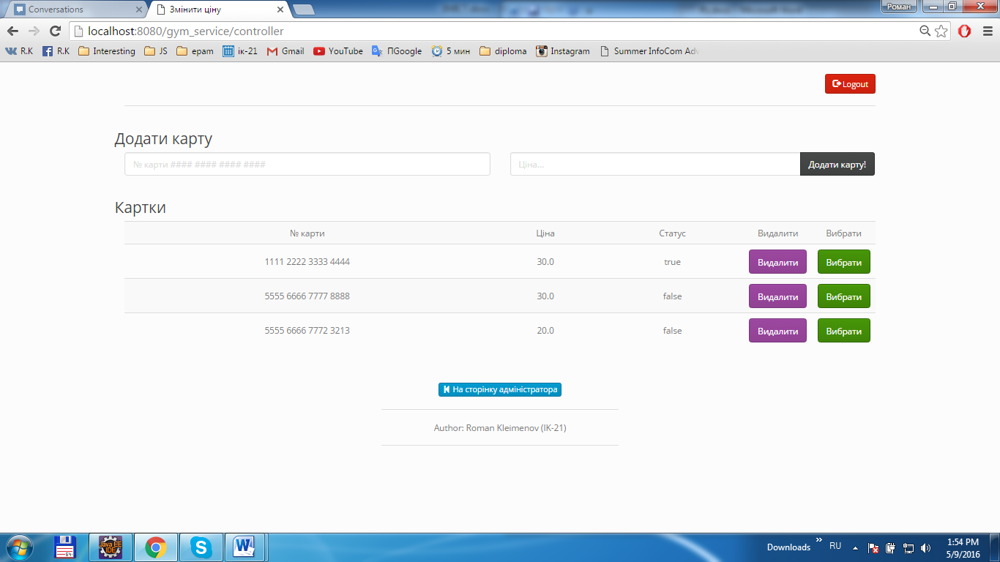 Conversations
Змінити ціну
Роман
localhost:8080/gym_service/controller
R.K R.K Interesting JS epam ік-21 Gmail YouTube ПGoogle 5 мин diploma Instagram Summer InfoCom Adv
Logout
Додати карту
№ карти #### #### #### #### Ціна... Додати карту!
Картки
№ карти Ціна Статус Видалити Вибрати
1111 2222 3333 4444 30.0 true Видалити Вибрати
5555 6666 7777 8888 30.0 false Видалити Вибрати
5555 6666 7772 3213 20.0 false Видалити Вибрати
На сторінку адміністратора
Author: Roman Kleimenov (IK-21)
64
Java EE
IDE
Downloads » RU 1:54 PM
5/9/2016